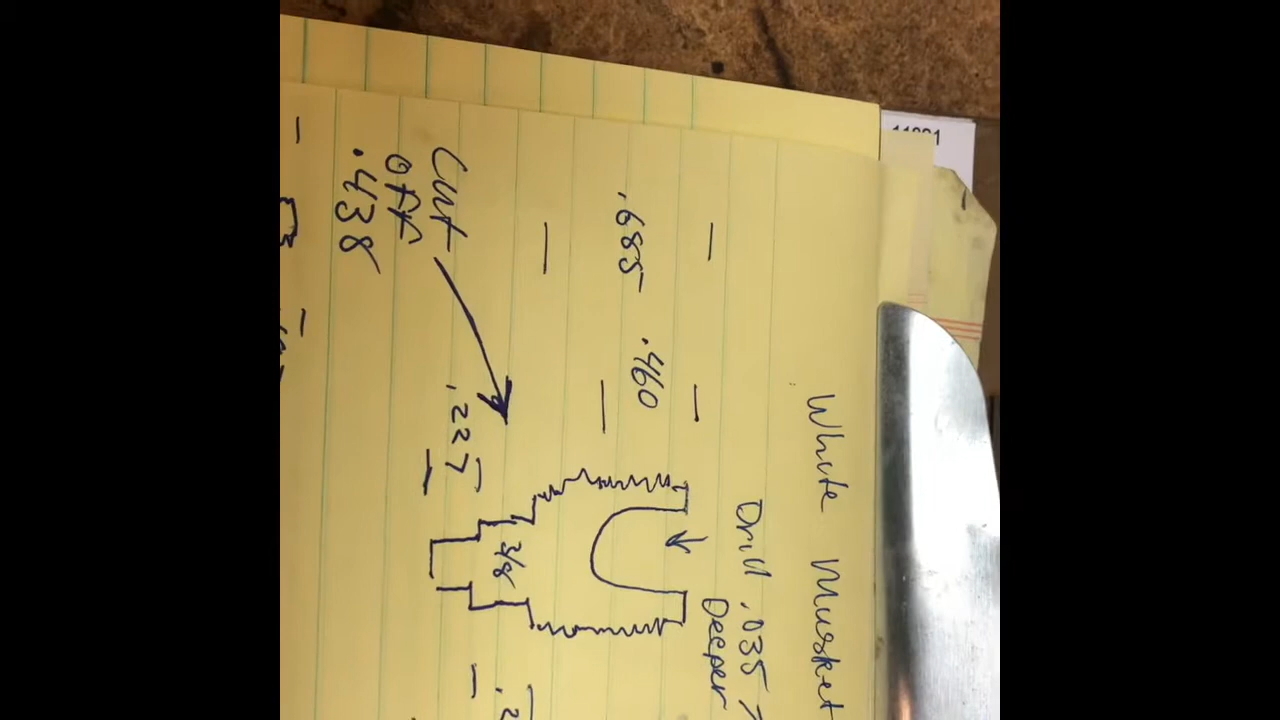 White Musket
Drill .035
Deeper
.685
.460
Cut
off
.438
.227
3/8